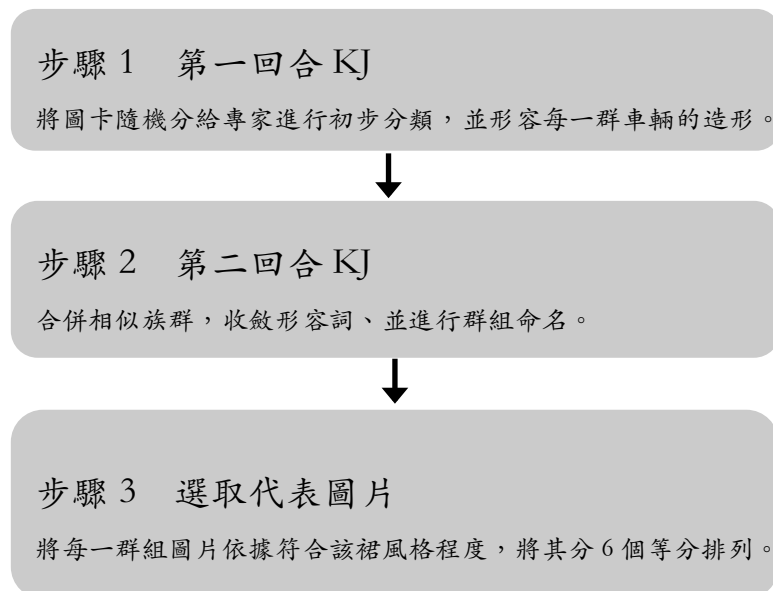 步驟 1　第一回合 KJ
將圖卡隨機分給專家進行初步分類，並形容每一群車輛的造形。
步驟 2　第二回合 KJ
合併相似族群，收斂形容詞、並進行群組命名。
步驟 3　選取代表圖片
將每一群組圖片依據符合該裙風格程度，將其分 6 個等分排列。